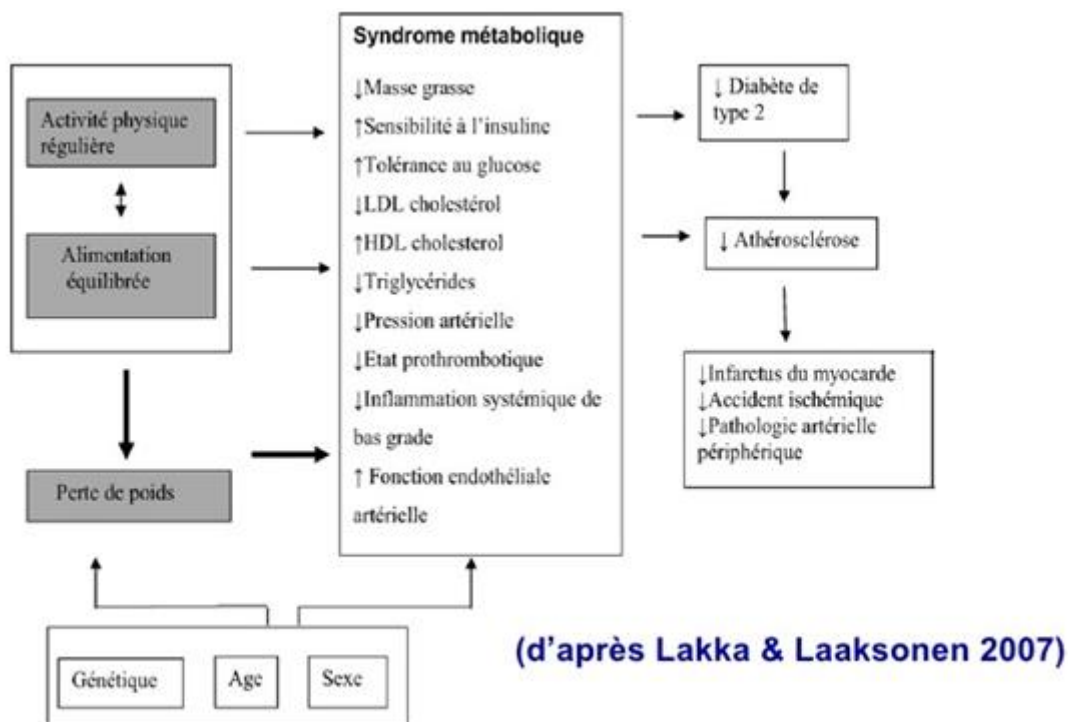 Activité physique
régulière
Alimentation
équilibrée
Perte de poids
Génétique
Age
Sexe
Syndrome métabolique
↓Masse grasse
↑Sensibilité à l'insuline
↑Tolérance au glucose
↓LDL cholestérol
↑HDL cholesterol
↓Triglycérides
↓Pression artérielle
↓Etat prothrombotique
↓Inflammation systémique de
bas grade
↑ Fonction endothéliale
artérielle
↓ Diabète de
type 2
↓ Athérosclérose
↓Infarctus du myocarde
↓Accident ischémique
↓Pathologie artérielle
périphérique
(d'après Lakka & Laaksonen 2007)